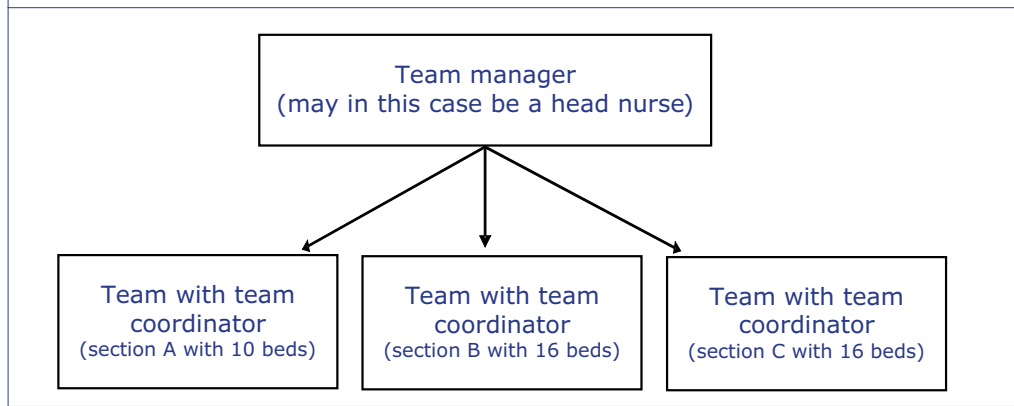 Team manager
(may in this case be a head nurse)
Team with team
coordinator
(section A with 10 beds)
Team with team
coordinator
(section B with 16 beds)
Team with team
coordinator
(section C with 16 beds)